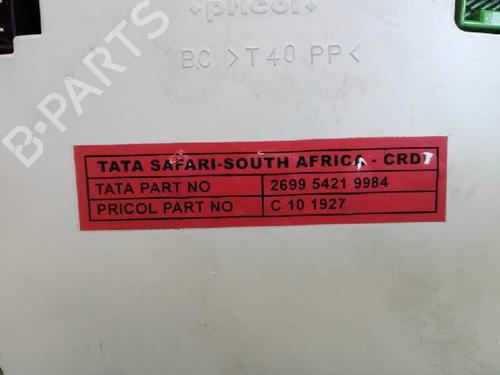 pricol
BC >T40 PP<
TATA SAFARI-SOUTH AFRICA - CRDT
TATA PART NO 2699 5421 9984
PRICOL PART NO C 10 1927
B-PARTS